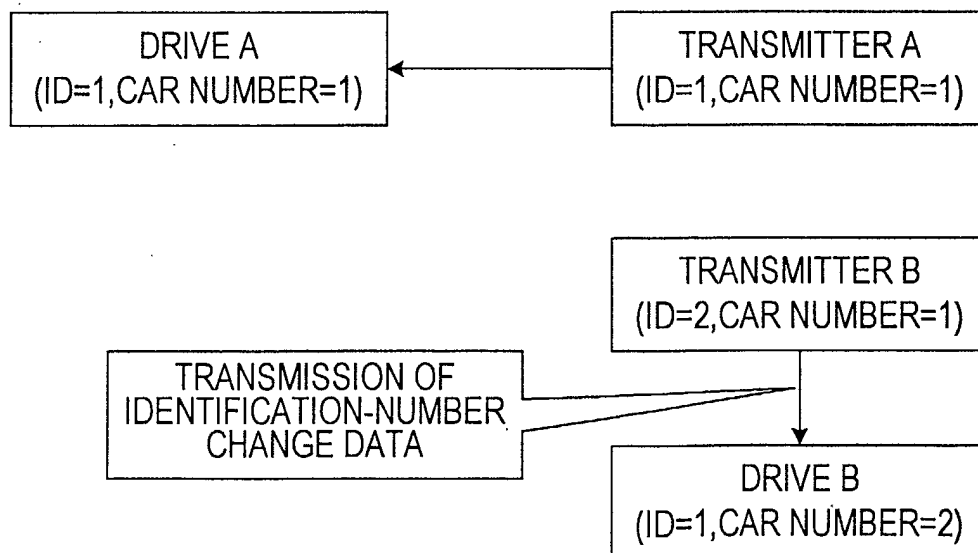 DRIVE A
(ID=1,CAR NUMBER=1)
TRANSMITTER A
(ID=1,CAR NUMBER=1)
TRANSMITTER B
(ID=2,CAR NUMBER=1)
TRANSMISSION OF
IDENTIFICATION-NUMBER
CHANGE DATA
DRIVE B
(ID=1,CAR NUMBER=2)